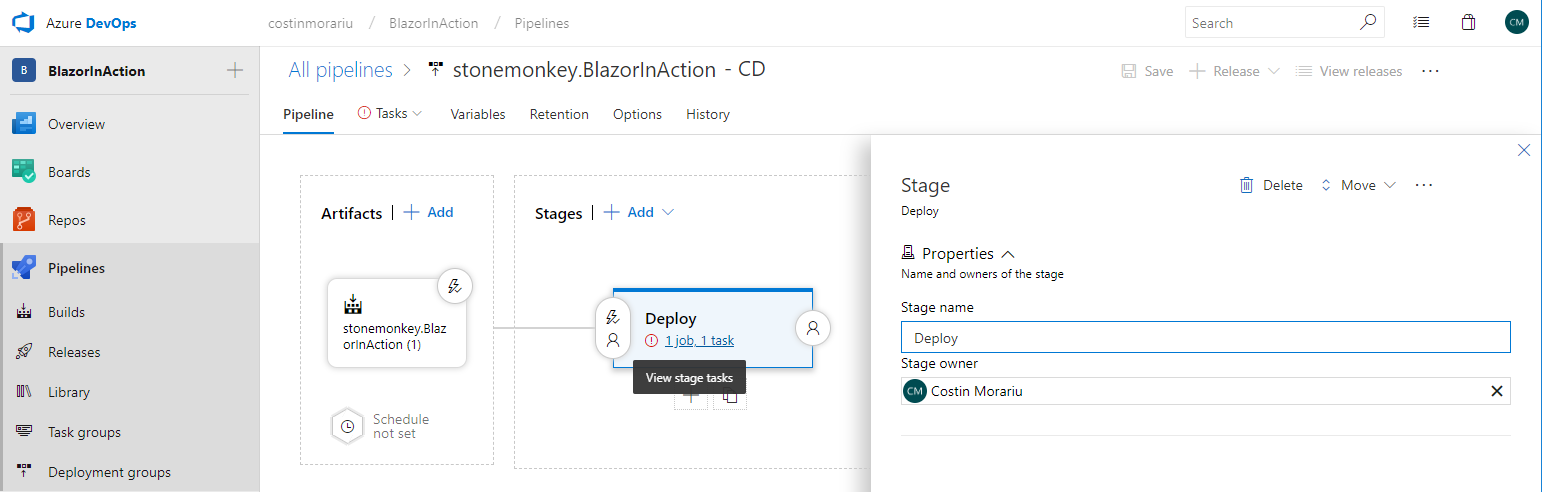 Azure DevOps
costinmorariu / BlazorInAction / Pipelines
Search
CM
B BlazorInAction
Overview
Boards
Repos
Pipelines
Builds
Releases
Library
Task groups
Deployment groups
All pipelines > stonemonkey.BlazorInAction - CD
Save
Release
View releases
Pipeline
Tasks
Variables
Retention
Options
History
Artifacts | + Add
stonemonkey.Blaz
orInAction (1)
Schedule
not set
Stages | + Add
Deploy
1 job, 1 task
View stage tasks
Stage
Deploy
Delete
Move
Properties
Name and owners of the stage
Stage name
Deploy
Stage owner
CM Costin Morariu